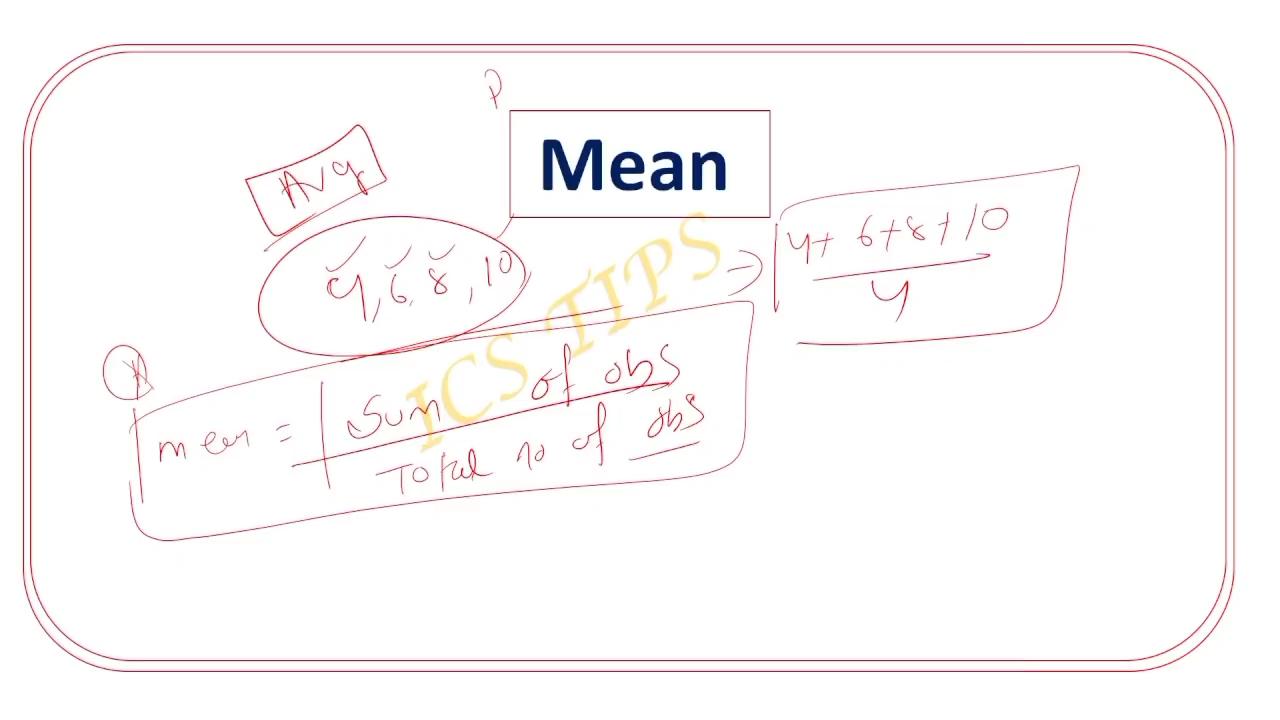 P
Mean
Avg
4, 6, 8, 10
=> 4+ 6+8+10
4
mean = Sum of obs
Total no of obs
ICS TIPS